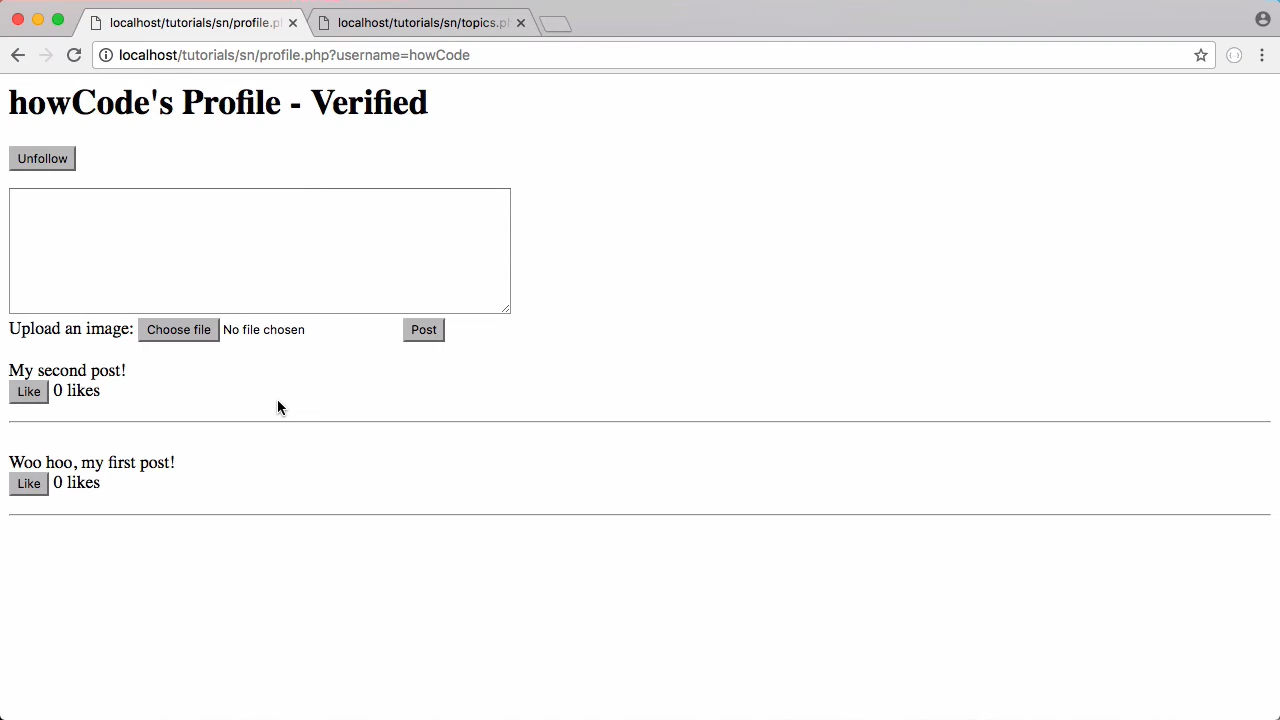 localhost/tutorials/sn/profile.p
localhost/tutorials/sn/topics.p
localhost/tutorials/sn/profile.php?username=howCode
howCode's Profile - Verified
Unfollow
Upload an image: Choose file No file chosen Post
My second post!
Like 0 likes
Woo hoo, my first post!
Like 0 likes